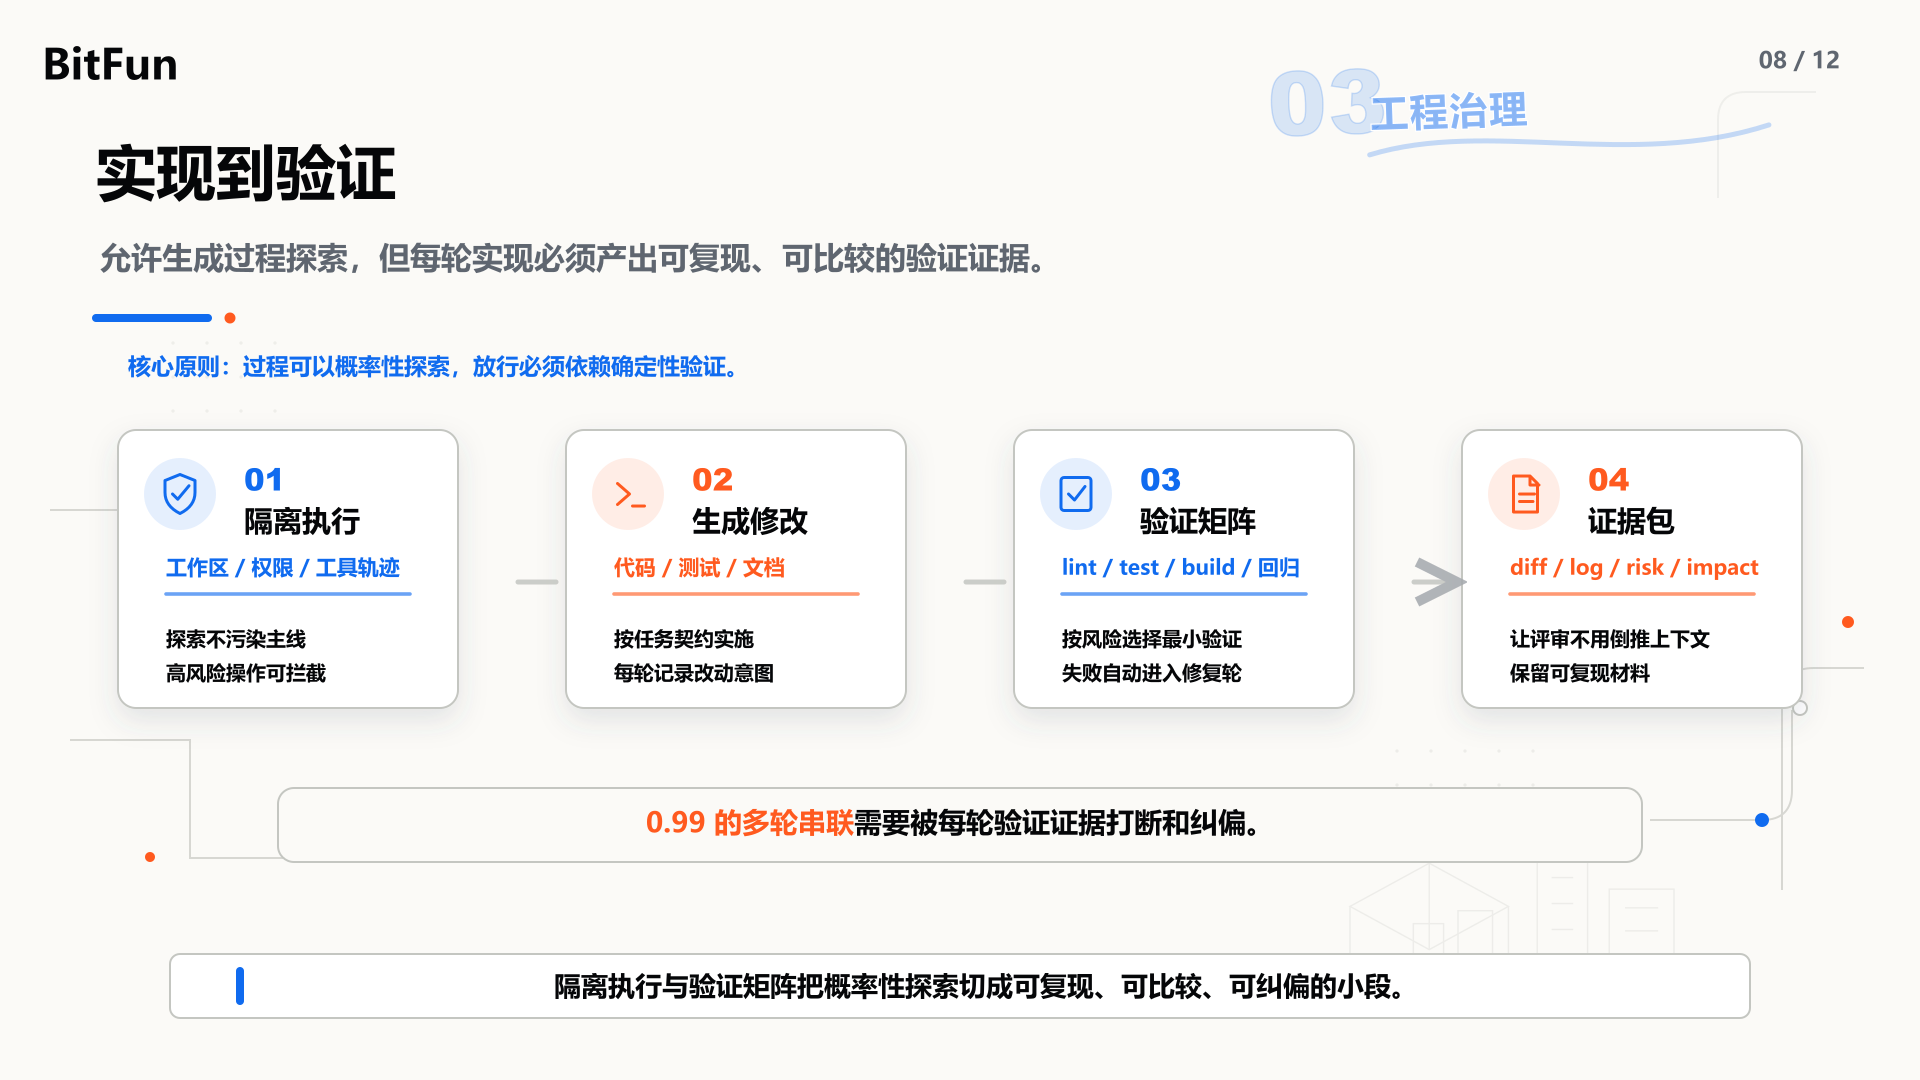 BitFun
08 / 12
03 工程治理
实现到验证
允许生成过程探索，但每轮实现必须产出可复现、可比较的验证证据。
核心原则：过程可以概率性探索，放行必须依赖确定性验证。
01
隔离执行
工作区 / 权限 / 工具轨迹
探索不污染主线
高风险操作可拦截
02
生成修改
代码 / 测试 / 文档
按任务契约实施
每轮记录改动意图
03
验证矩阵
lint / test / build / 回归
按风险选择最小验证
失败自动进入修复轮
04
证据包
diff / log / risk / impact
让评审不用倒推上下文
保留可复现材料
0.99 的多轮串联需要被每轮验证证据打断和纠偏。
隔离执行与验证矩阵把概率性探索切成可复现、可比较、可纠偏的小段。